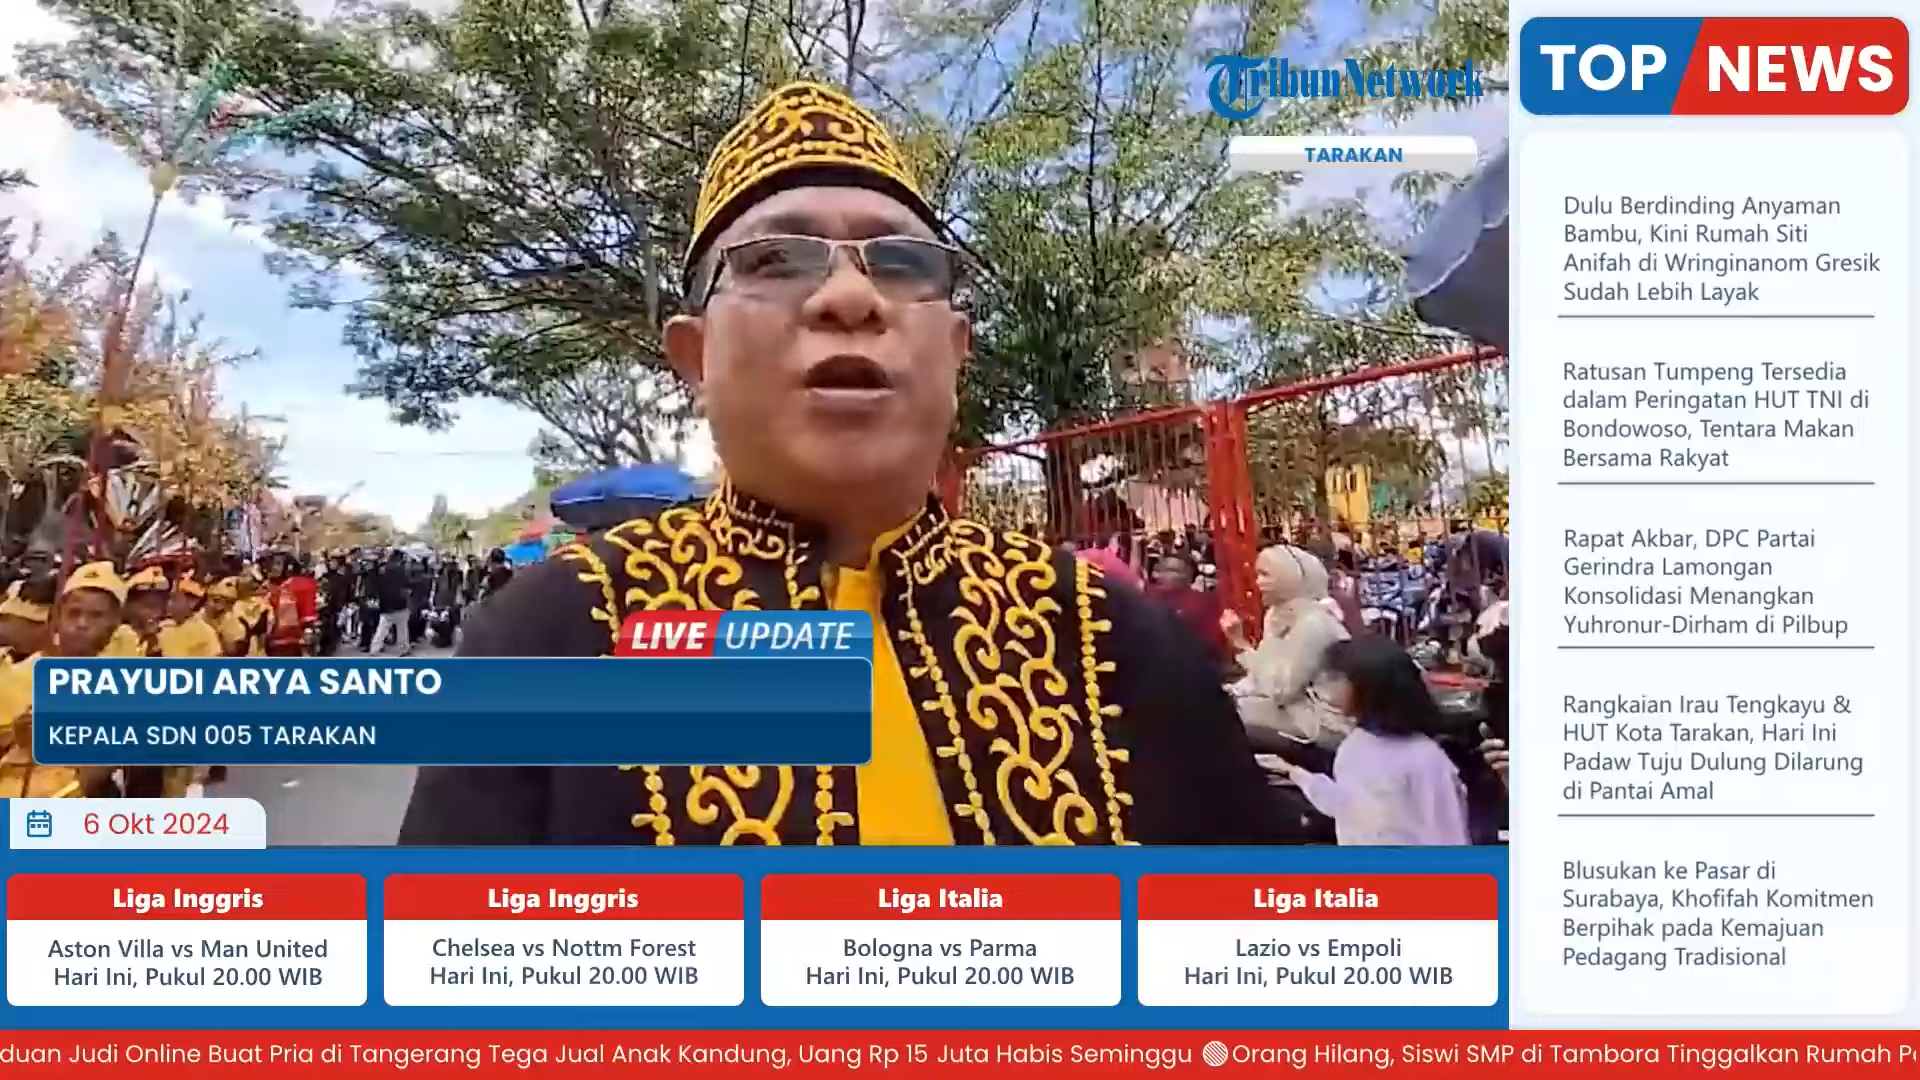 TribunNetwork
TARAKAN
TOP NEWS
Dulu Berdinding Anyaman
Bambu, Kini Rumah Siti
Anifah di Wringinanom Gresik
Sudah Lebih Layak
Ratusan Tumpeng Tersedia
dalam Peringatan HUT TNI di
Bondowoso, Tentara Makan
Bersama Rakyat
Rapat Akbar, DPC Partai
Gerindra Lamongan
Konsolidasi Menangkan
Yuhronur-Dirham di Pilbup
Rangkaian Irau Tengkayu &
HUT Kota Tarakan, Hari Ini
Padaw Tuju Dulung Dilarung
di Pantai Amal
Blusukan ke Pasar di
Surabaya, Khofifah Komitmen
Berpihak pada Kemajuan
Pedagang Tradisional
LIVE UPDATE
PRAYUDI ARYA SANTO
KEPALA SDN 005 TARAKAN
6 Okt 2024
Liga Inggris
Aston Villa vs Man United
Hari Ini, Pukul 20.00 WIB
Liga Inggris
Chelsea vs Nottm Forest
Hari Ini, Pukul 20.00 WIB
Liga Italia
Bologna vs Parma
Hari Ini, Pukul 20.00 WIB
Liga Italia
Lazio vs Empoli
Hari Ini, Pukul 20.00 WIB
duan Judi Online Buat Pria di Tangerang Tega Jual Anak Kandung, Uang Rp 15 Juta Habis Seminggu Orang Hilang, Siswi SMP di Tambora Tinggalkan Rumah